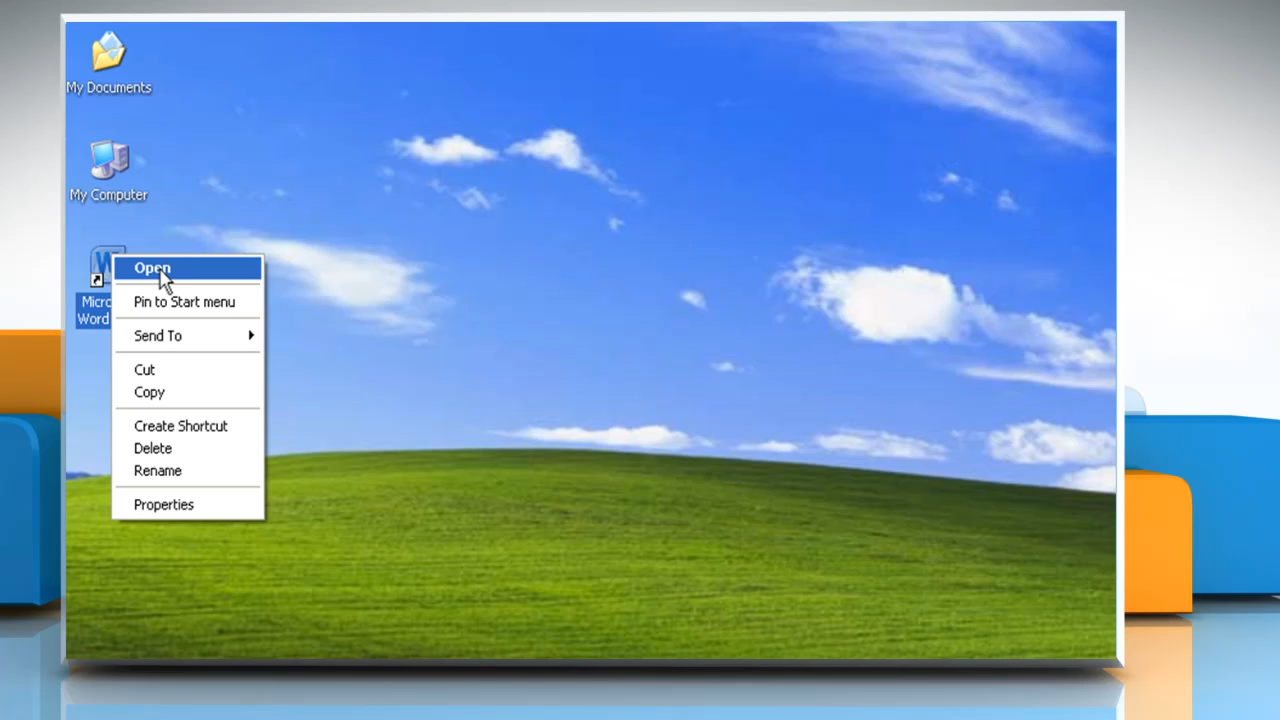 My Documents
My Computer
W
Micro
Word
Open
Pin to Start menu
Send To
Cut
Copy
Create Shortcut
Delete
Rename
Properties